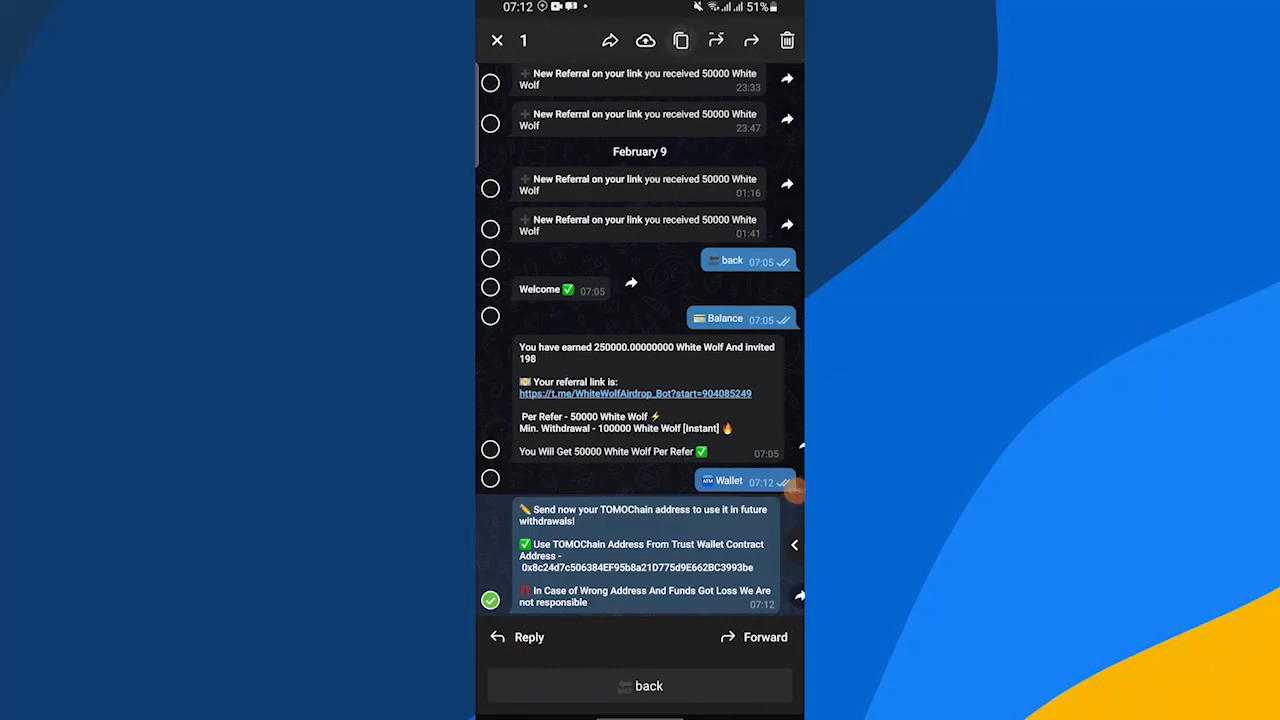 07:12 51%
1
New Referral on your link you received 50000 White
Wolf
23:33
New Referral on your link you received 50000 White
Wolf
23:47
February 9
New Referral on your link you received 50000 White
Wolf
01:16
New Referral on your link you received 50000 White
Wolf
01:41
back 07:05
Welcome ✅ 07:05
Balance 07:05
You have earned 250000.00000000 White Wolf And invited
198
Your referral link is:
https://t.me/WhiteWolfAirdrop_Bot?start=904085249
Per Refer - 50000 White Wolf ⚡
Min. Withdrawal - 100000 White Wolf [Instant] 🔥
You Will Get 50000 White Wolf Per Refer ✅ 07:05
ATM Wallet 07:12
✏️ Send now your TOMOChain address to use it in future
withdrawals!
✅ Use TOMOChain Address From Trust Wallet Contract
Address -
0x8c24d7c506384EF95b8a21D775d9E662BC3993be
‼️ In Case of Wrong Address And Funds Got Loss We Are
not responsible 07:12
Reply Forward
back